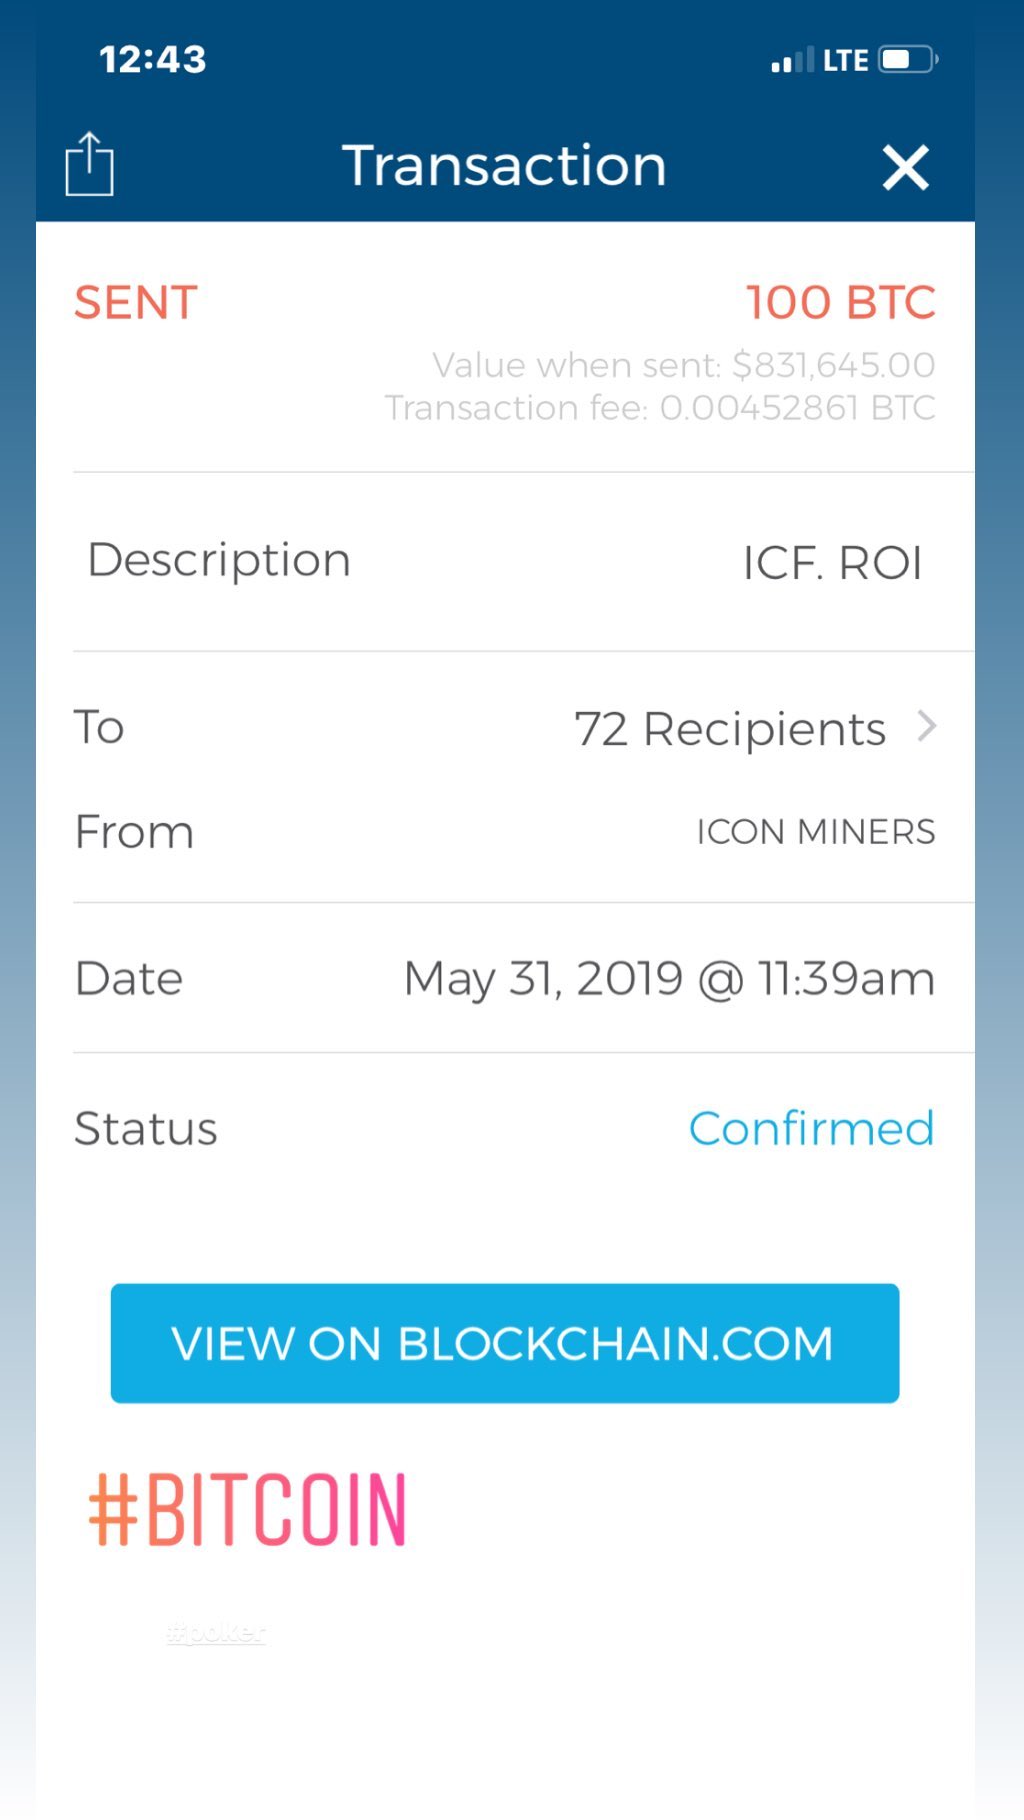 12:43
LTE
Transaction
SENT
100 BTC
Value when sent: $831,645.00
Transaction fee: 0.00452861 BTC
Description
ICF. ROI
To
72 Recipients
From
ICON MINERS
Date
May 31, 2019 @ 11:39am
Status
Confirmed
VIEW ON BLOCKCHAIN.COM
#BITCOIN
#poker